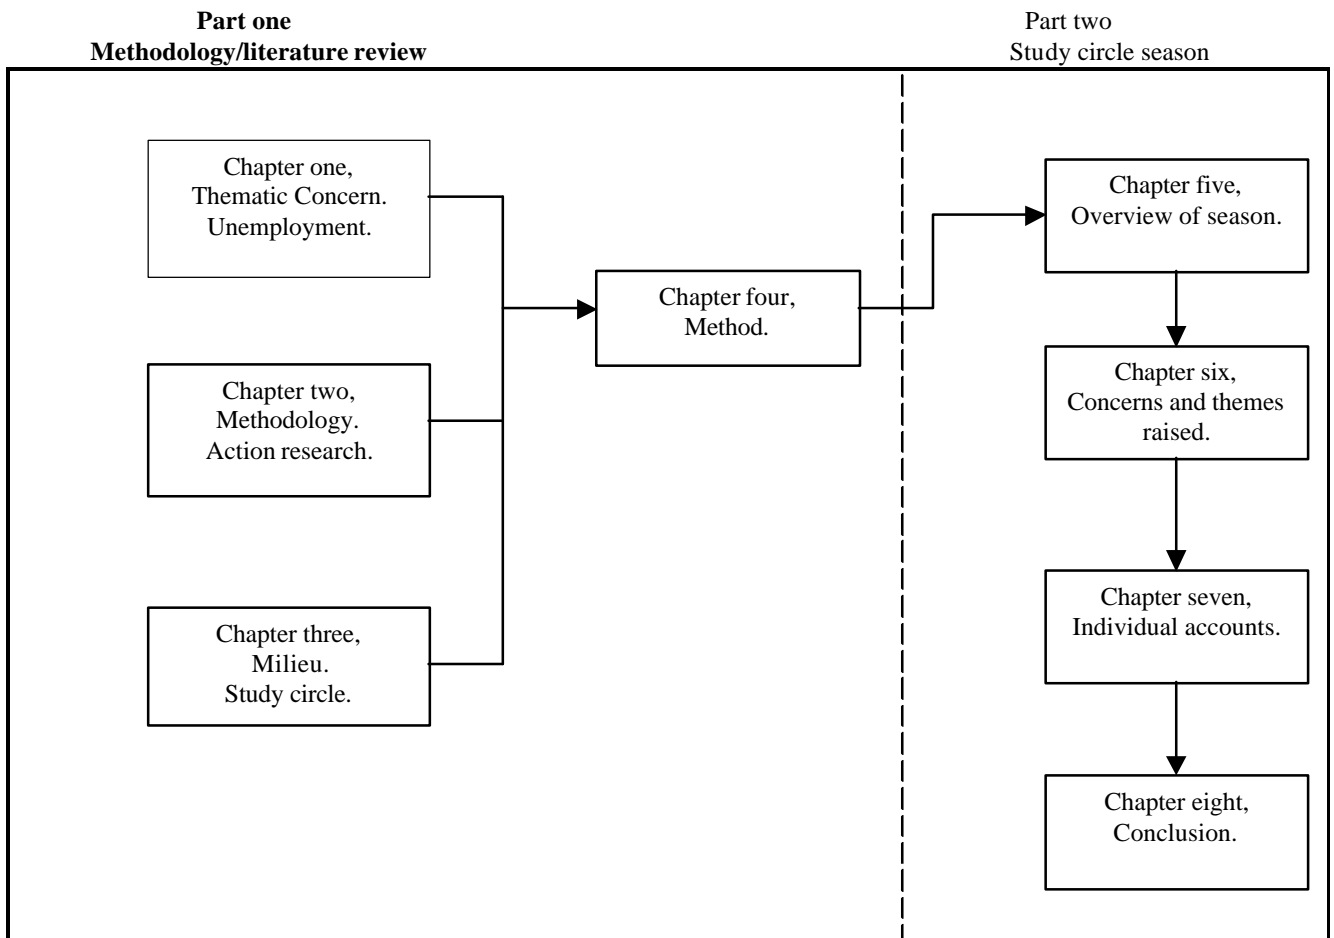 Part one
Methodology/literature review
Part two
Study circle season
Chapter one,
Thematic Concern.
Unemployment.
Chapter two,
Methodology.
Action research.
Chapter three,
Milieu.
Study circle.
Chapter four,
Method.
Chapter five,
Overview of season.
Chapter six,
Concerns and themes
raised.
Chapter seven,
Individual accounts.
Chapter eight,
Conclusion.